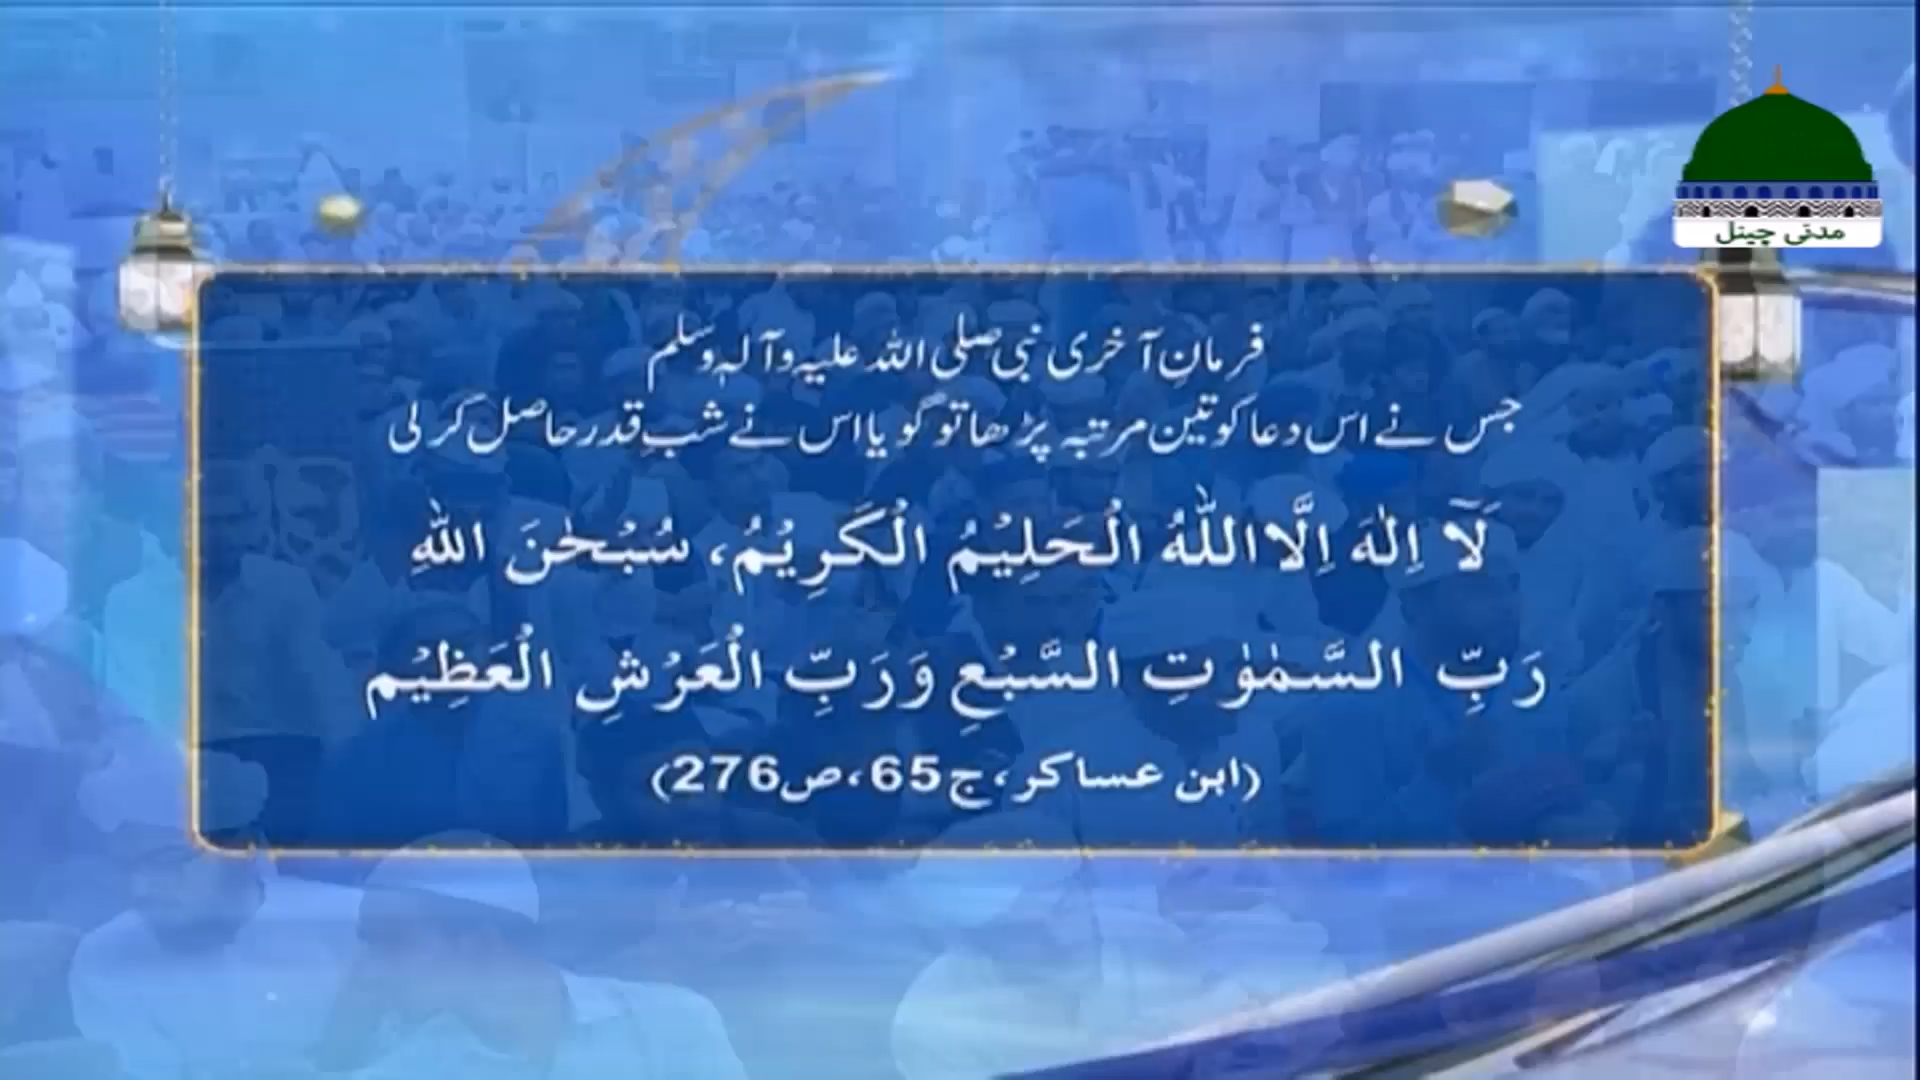 مدنی چینل
فرمانِ آخری نبی صلی اللہ علیہ وآلہٖ وسلم
جس نے اس دعا کو تین مرتبہ پڑھا تو گویا اس نے شبِ قدر حاصل کر لی
لَآ اِلٰهَ اِلَّا اللّٰهُ الْحَلِيْمُ الْكَرِيْمُ، سُبْحٰنَ اللّٰهِ
رَبِّ السَّمٰوٰتِ السَّبْعِ وَرَبِّ الْعَرْشِ الْعَظِيْم
(ابن عساکر، ج65، ص276)